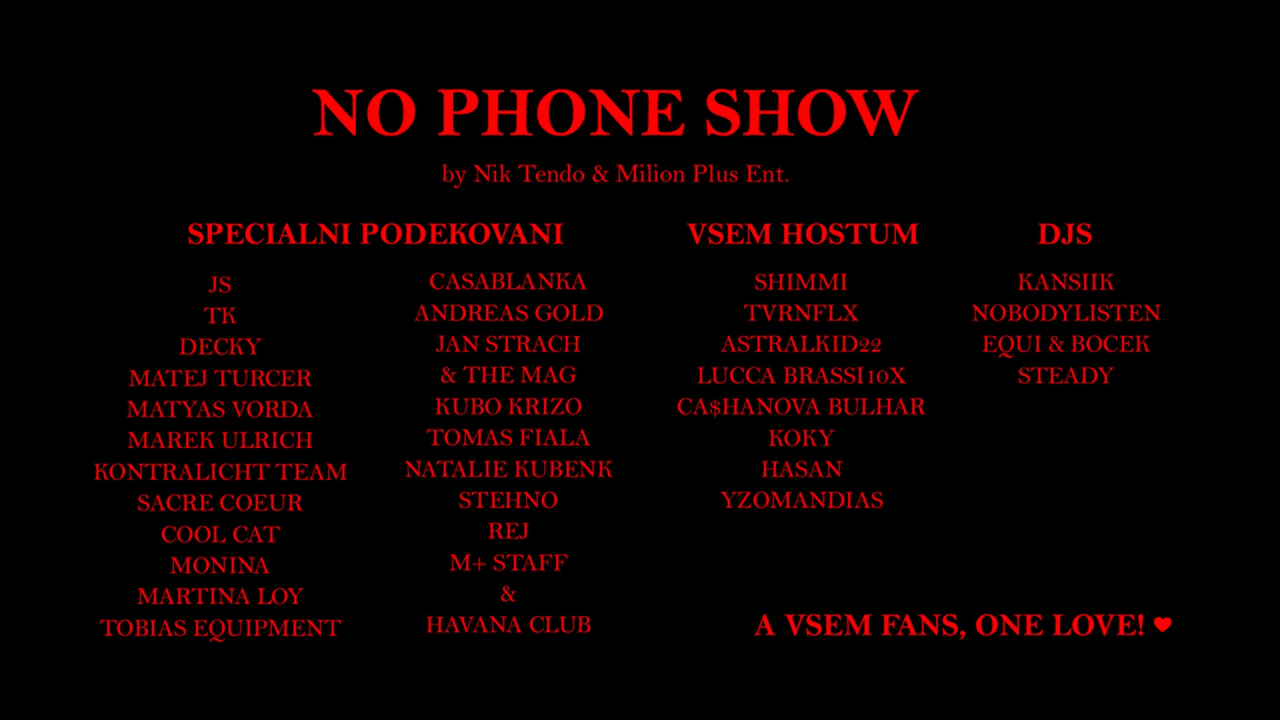 NO PHONE SHOW
by Nik Tendo & Milion Plus Ent.
SPECIALNI PODEKOVANI
JS
TK
DECKY
MATEJ TURCER
MATYAS VORDA
MAREK ULRICH
KONTRALICHT TEAM
SACRE COEUR
COOL CAT
MONINA
MARTINA LOY
TOBIAS EQUIPMENT
CASABLANKA
ANDREAS GOLD
JAN STRACH
& THE MAG
KUBO KRIZO
TOMAS FIALA
NATALIE KUBENK
STEHNO
REJ
M+ STAFF
&
HAVANA CLUB
VSEM HOSTUM
SHIMMI
TVRNFLX
ASTRALKID22
LUCCA BRASSI10X
CA$HANOVA BULHAR
KOKY
HASAN
YZOMANDIAS
DJS
KANSIIK
NOBODYLISTEN
EQUI & BOCEK
STEADY
A VSEM FANS, ONE LOVE! ❤